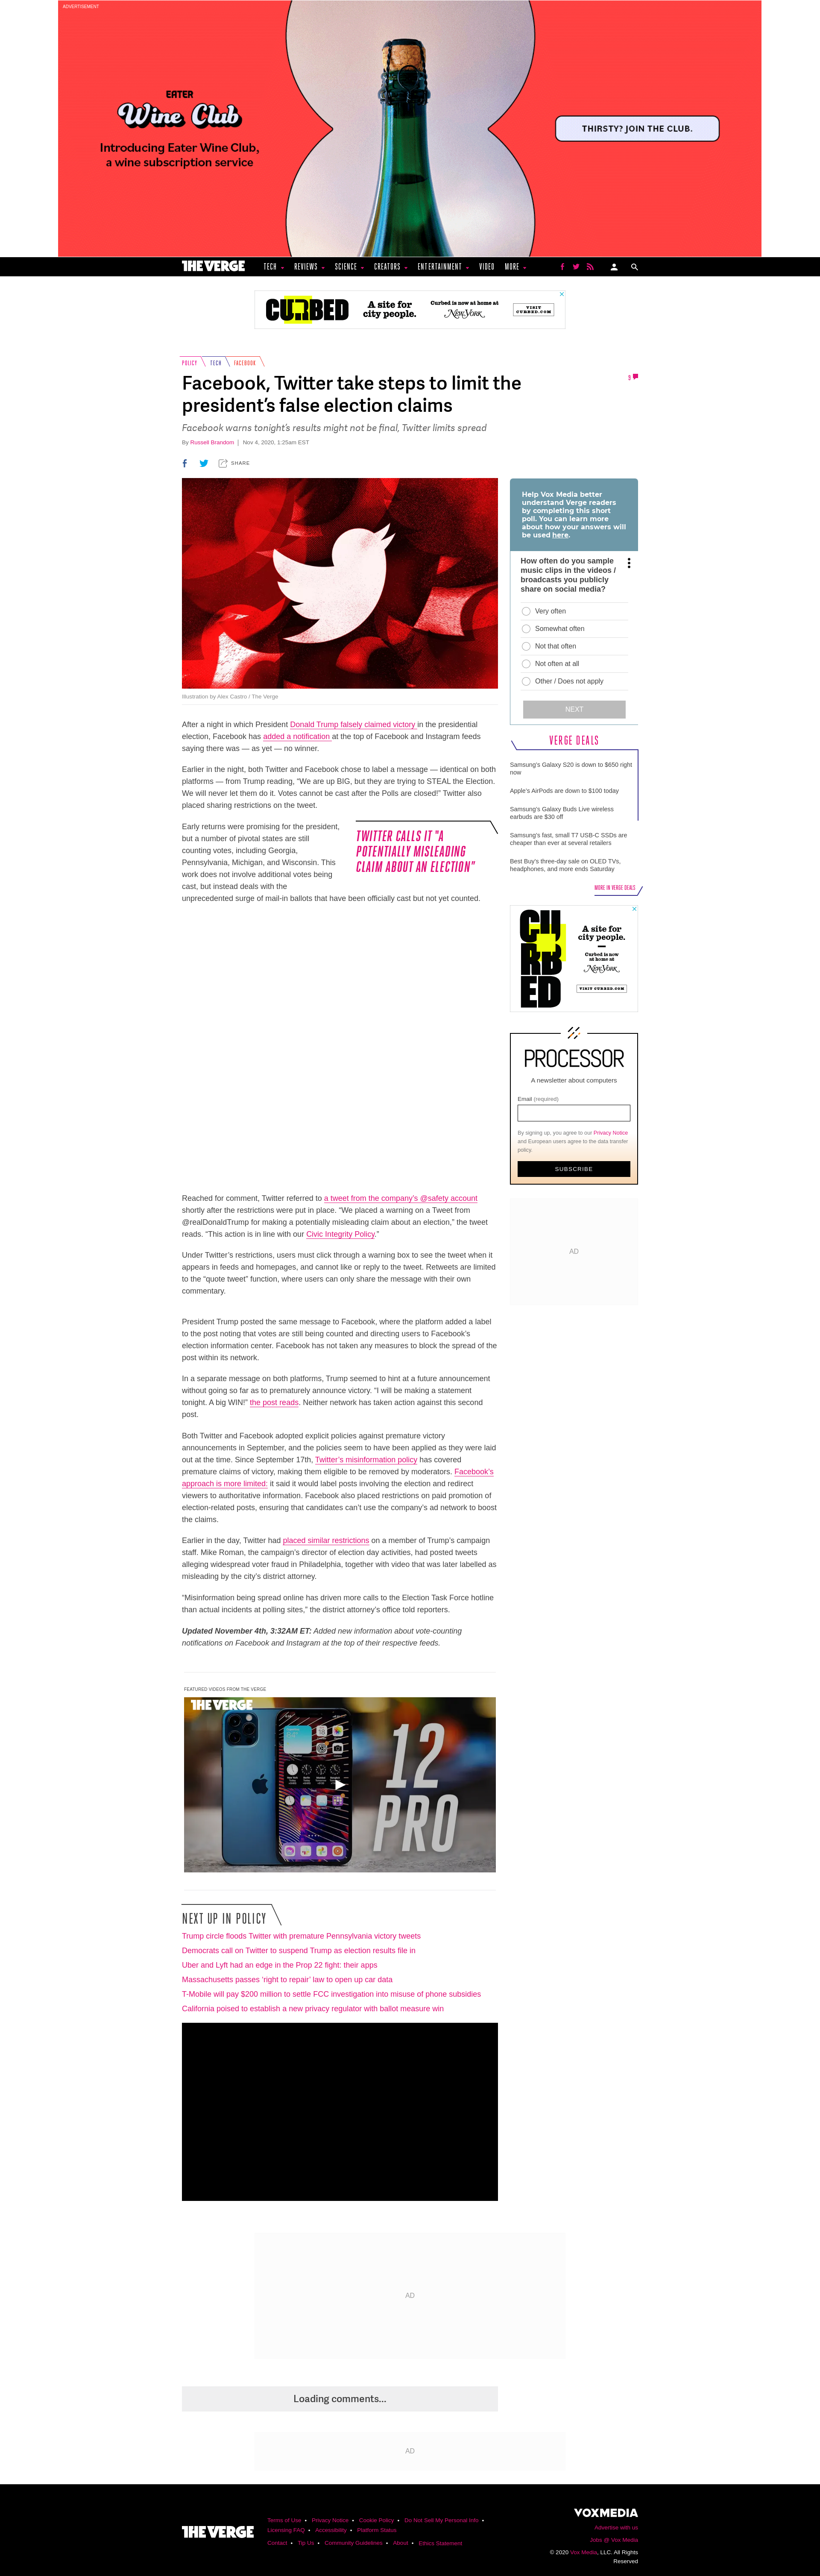 ADVERTISEMENT
EATER
Wine Club
Introducing Eater Wine Club,
a wine subscription service
THIRSTY? JOIN THE CLUB.
THE VERGE
TECH
REVIEWS
SCIENCE
CREATORS
ENTERTAINMENT
VIDEO
MORE
CURBED
A site for
city people.
Curbed is now at home at
NEW YORK
VISIT
CURBED.COM
POLICY
TECH
FACEBOOK
Facebook, Twitter take steps to limit the
president’s false election claims
9
Facebook warns tonight’s results might not be final, Twitter limits spread
By Russell Brandom | Nov 4, 2020, 1:25am EST
SHARE
Illustration by Alex Castro / The Verge
After a night in which President Donald Trump falsely claimed victory in the presidential
election, Facebook has added a notification at the top of Facebook and Instagram feeds
saying there was — as yet — no winner.
Earlier in the night, both Twitter and Facebook chose to label a message — identical on both
platforms — from Trump reading, “We are up BIG, but they are trying to STEAL the Election.
We will never let them do it. Votes cannot be cast after the Polls are closed!” Twitter also
placed sharing restrictions on the tweet.
Early returns were promising for the president,
but a number of pivotal states are still
counting votes, including Georgia,
Pennsylvania, Michigan, and Wisconsin. This
work does not involve additional votes being
cast, but instead deals with the
unprecedented surge of mail-in ballots that have been officially cast but not yet counted.
TWITTER CALLS IT "A
POTENTIALLY MISLEADING
CLAIM ABOUT AN ELECTION"
Reached for comment, Twitter referred to a tweet from the company’s @safety account
shortly after the restrictions were put in place. “We placed a warning on a Tweet from
@realDonaldTrump for making a potentially misleading claim about an election,” the tweet
reads. “This action is in line with our Civic Integrity Policy.”
Under Twitter’s restrictions, users must click through a warning box to see the tweet when it
appears in feeds and homepages, and cannot like or reply to the tweet. Retweets are limited
to the “quote tweet” function, where users can only share the message with their own
commentary.
President Trump posted the same message to Facebook, where the platform added a label
to the post noting that votes are still being counted and directing users to Facebook’s
election information center. Facebook has not taken any measures to block the spread of the
post within its network.
In a separate message on both platforms, Trump seemed to hint at a future announcement
without going so far as to prematurely announce victory. “I will be making a statement
tonight. A big WIN!” the post reads. Neither network has taken action against this second
post.
Both Twitter and Facebook adopted explicit policies against premature victory
announcements in September, and the policies seem to have been applied as they were laid
out at the time. Since September 17th, Twitter’s misinformation policy has covered
premature claims of victory, making them eligible to be removed by moderators. Facebook’s
approach is more limited: it said it would label posts involving the election and redirect
viewers to authoritative information. Facebook also placed restrictions on paid promotion of
election-related posts, ensuring that candidates can’t use the company’s ad network to boost
the claims.
Earlier in the day, Twitter had placed similar restrictions on a member of Trump’s campaign
staff. Mike Roman, the campaign’s director of election day activities, had posted tweets
alleging widespread voter fraud in Philadelphia, together with video that was later labelled as
misleading by the city’s district attorney.
“Misinformation being spread online has driven more calls to the Election Task Force hotline
than actual incidents at polling sites,” the district attorney’s office told reporters.
Updated November 4th, 3:32AM ET: Added new information about vote-counting
notifications on Facebook and Instagram at the top of their respective feeds.
FEATURED VIDEOS FROM THE VERGE
THE VERGE
12
PRO
NEXT UP IN POLICY
Trump circle floods Twitter with premature Pennsylvania victory tweets
Democrats call on Twitter to suspend Trump as election results file in
Uber and Lyft had an edge in the Prop 22 fight: their apps
Massachusetts passes ‘right to repair’ law to open up car data
T-Mobile will pay $200 million to settle FCC investigation into misuse of phone subsidies
California poised to establish a new privacy regulator with ballot measure win
Help Vox Media better
understand Verge readers
by completing this short
poll. You can learn more
about how your answers will
be used here.
How often do you sample
music clips in the videos /
broadcasts you publicly
share on social media?
Very often
Somewhat often
Not that often
Not often at all
Other / Does not apply
NEXT
VERGE DEALS
Samsung’s Galaxy S20 is down to $650 right
now
Apple’s AirPods are down to $100 today
Samsung’s Galaxy Buds Live wireless
earbuds are $30 off
Samsung’s fast, small T7 USB-C SSDs are
cheaper than ever at several retailers
Best Buy’s three-day sale on OLED TVs,
headphones, and more ends Saturday
MORE IN VERGE DEALS
CURBED
A site for
city people.
Curbed is now
at home at
NEW YORK
VISIT CURBED.COM
PROCESSOR
A newsletter about computers
Email (required)
By signing up, you agree to our Privacy Notice
and European users agree to the data transfer
policy.
SUBSCRIBE
AD
AD
Loading comments...
AD
THE VERGE
Terms of Use • Privacy Notice • Cookie Policy • Do Not Sell My Personal Info •
Licensing FAQ • Accessibility • Platform Status
Contact • Tip Us • Community Guidelines • About • Ethics Statement
VOXMEDIA
Advertise with us
Jobs @ Vox Media
© 2020 Vox Media, LLC. All Rights
Reserved